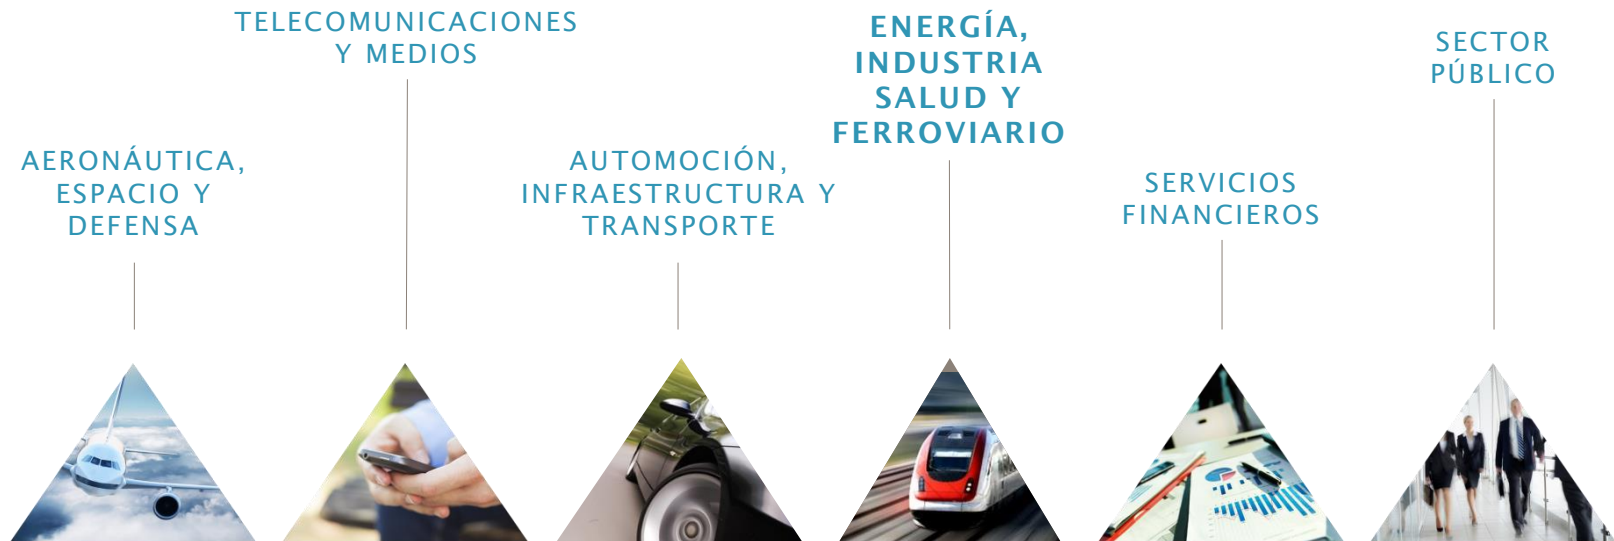 AERONÁUTICA,
ESPACIO Y
DEFENSA
TELECOMUNICACIONES
Y MEDIOS
AUTOMOCIÓN,
INFRAESTRUCTURA Y
TRANSPORTE
ENERGÍA,
INDUSTRIA
SALUD Y
FERROVIARIO
SERVICIOS
FINANCIEROS
SECTOR
PÚBLICO